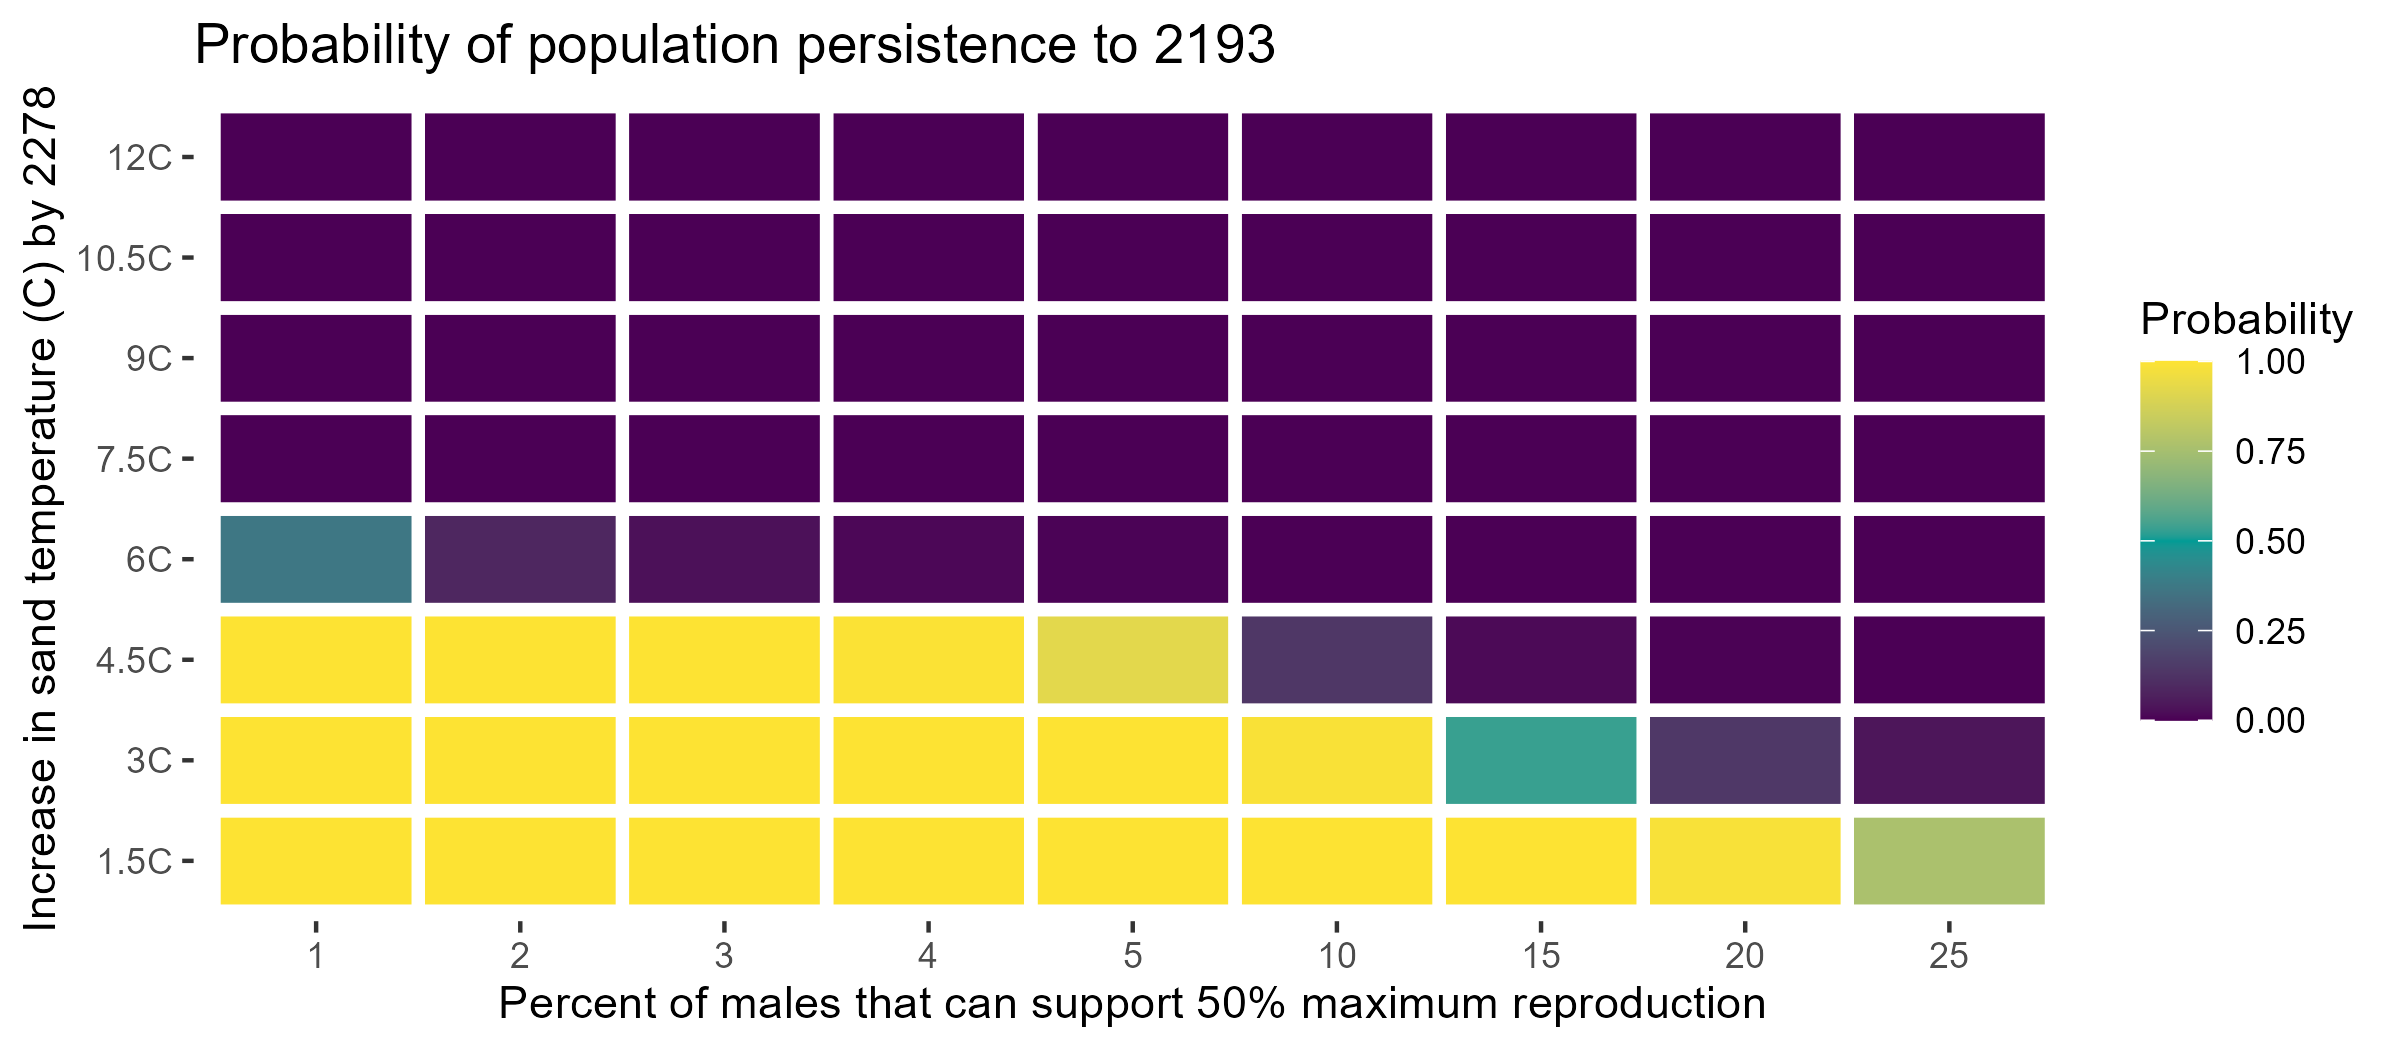 Probability of population persistence to 2193
Increase in sand temperature (C) by 2278
12C
10.5C
9C
7.5C
6C
4.5C
3C
1.5C
1 2 3 4 5 10 15 20 25
Percent of males that can support 50% maximum reproduction
Probability
1.00
0.75
0.50
0.25
0.00